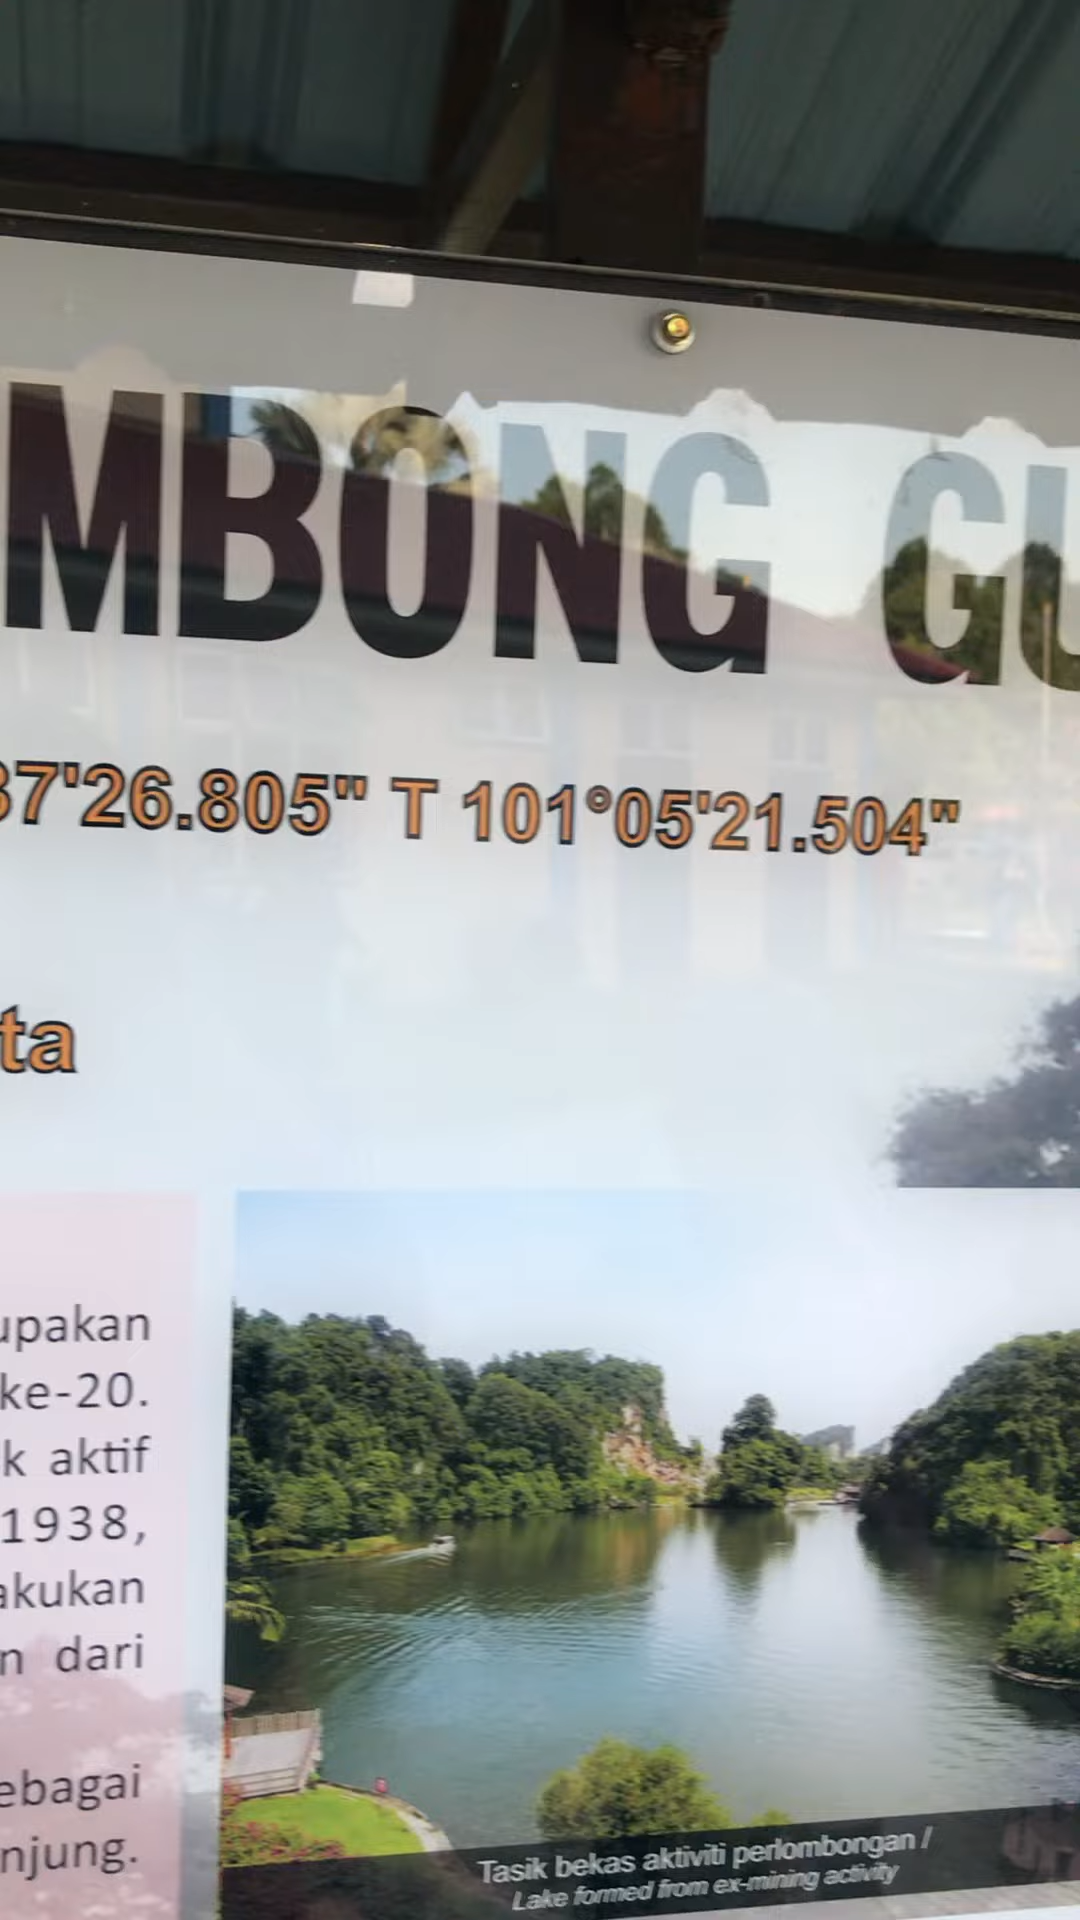 MBONG GU
37'26.805" T 101°05'21.504"
ta
upakan
ke-20.
k aktif
1938,
akukan
n dari
ebagai
njung.
Tasik bekas aktiviti perlombongan /
Lake formed from ex-mining activity